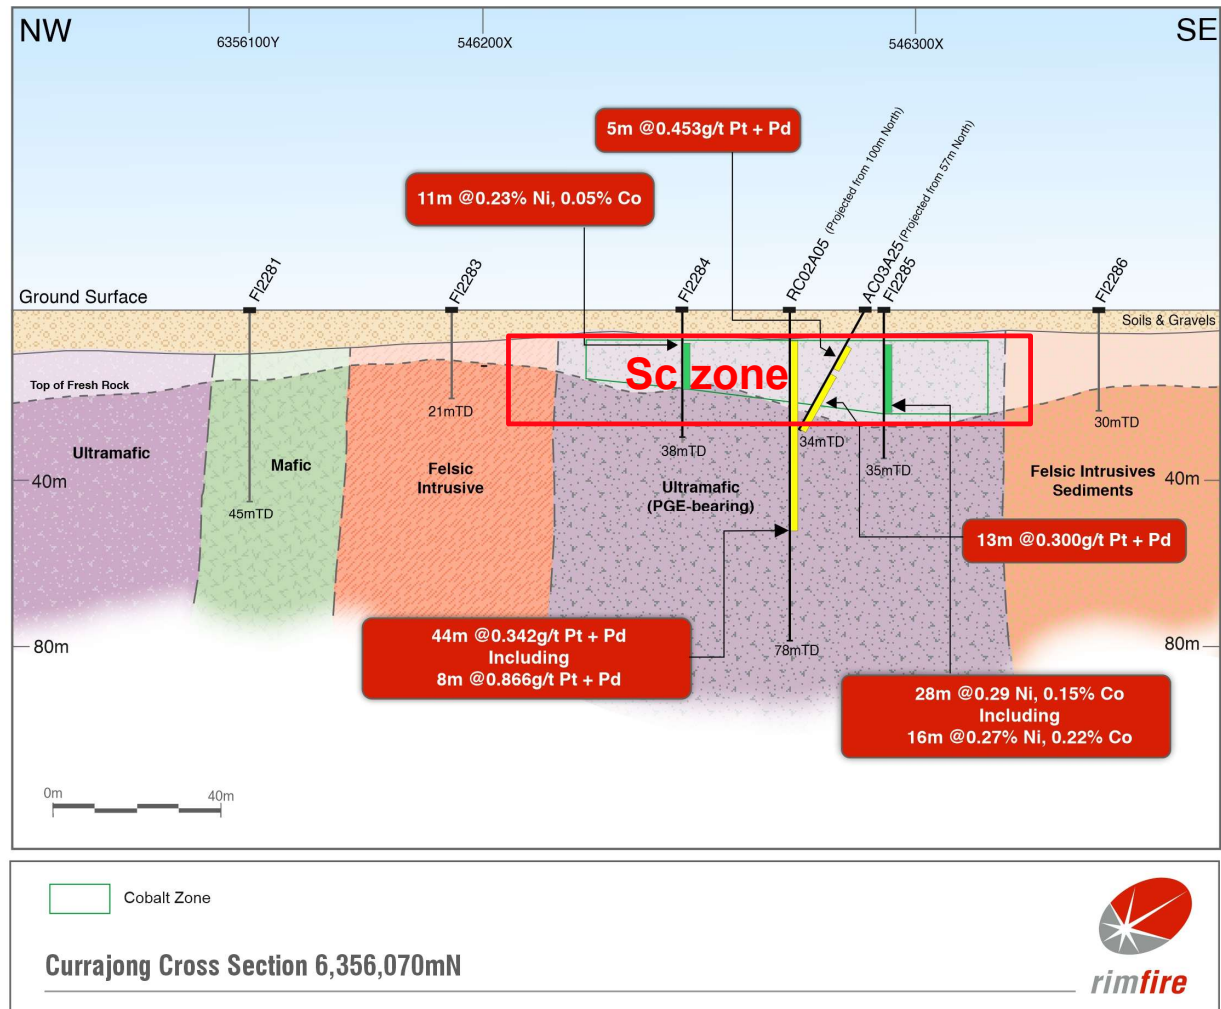 NW
SE
6356100Y
546200X
546300X
5m @0.453g/t Pt + Pd
11m @0.23% Ni, 0.05% Co
FI2281
FI2283
FI2284
RC02A05 (Projected from 100m North)
AC03A25 (Projected from 57m North)
FI2285
FI2286
Ground Surface
Soils & Gravels
Sc zone
Top of Fresh Rock
21mTD
30mTD
34mTD
38mTD
35mTD
Ultramafic
Mafic
Felsic
Intrusive
Ultramafic
(PGE-bearing)
Felsic Intrusives
Sediments
40m
40m
45mTD
13m @0.300g/t Pt + Pd
44m @0.342g/t Pt + Pd
Including
8m @0.866g/t Pt + Pd
80m
80m
78mTD
28m @0.29 Ni, 0.15% Co
Including
16m @0.27% Ni, 0.22% Co
0m
40m
Cobalt Zone
Currajong Cross Section 6,356,070mN
rimfire